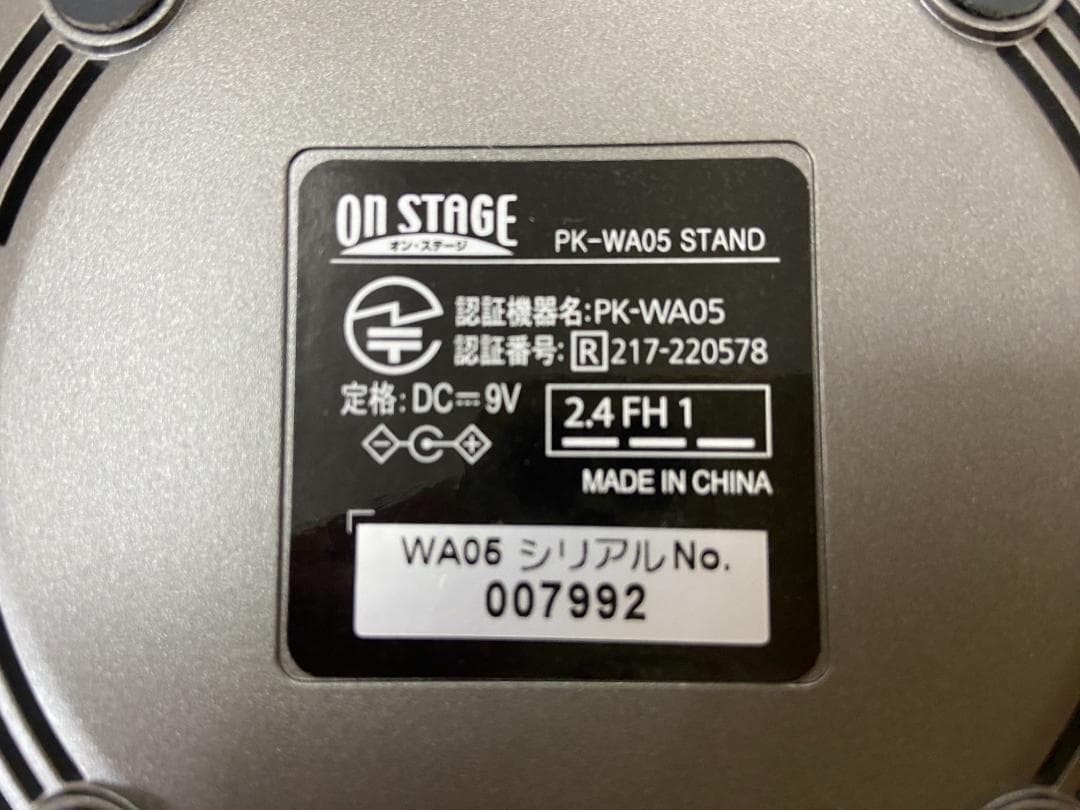 ON STAGE
オン・ステージ
PK-WA05 STAND
認証機器名:PK-WA05
認証番号:R217-220578
定格:DC⎓9V
2.4 FH 1
MADE IN CHINA
WA05 シリアルNo.
007992